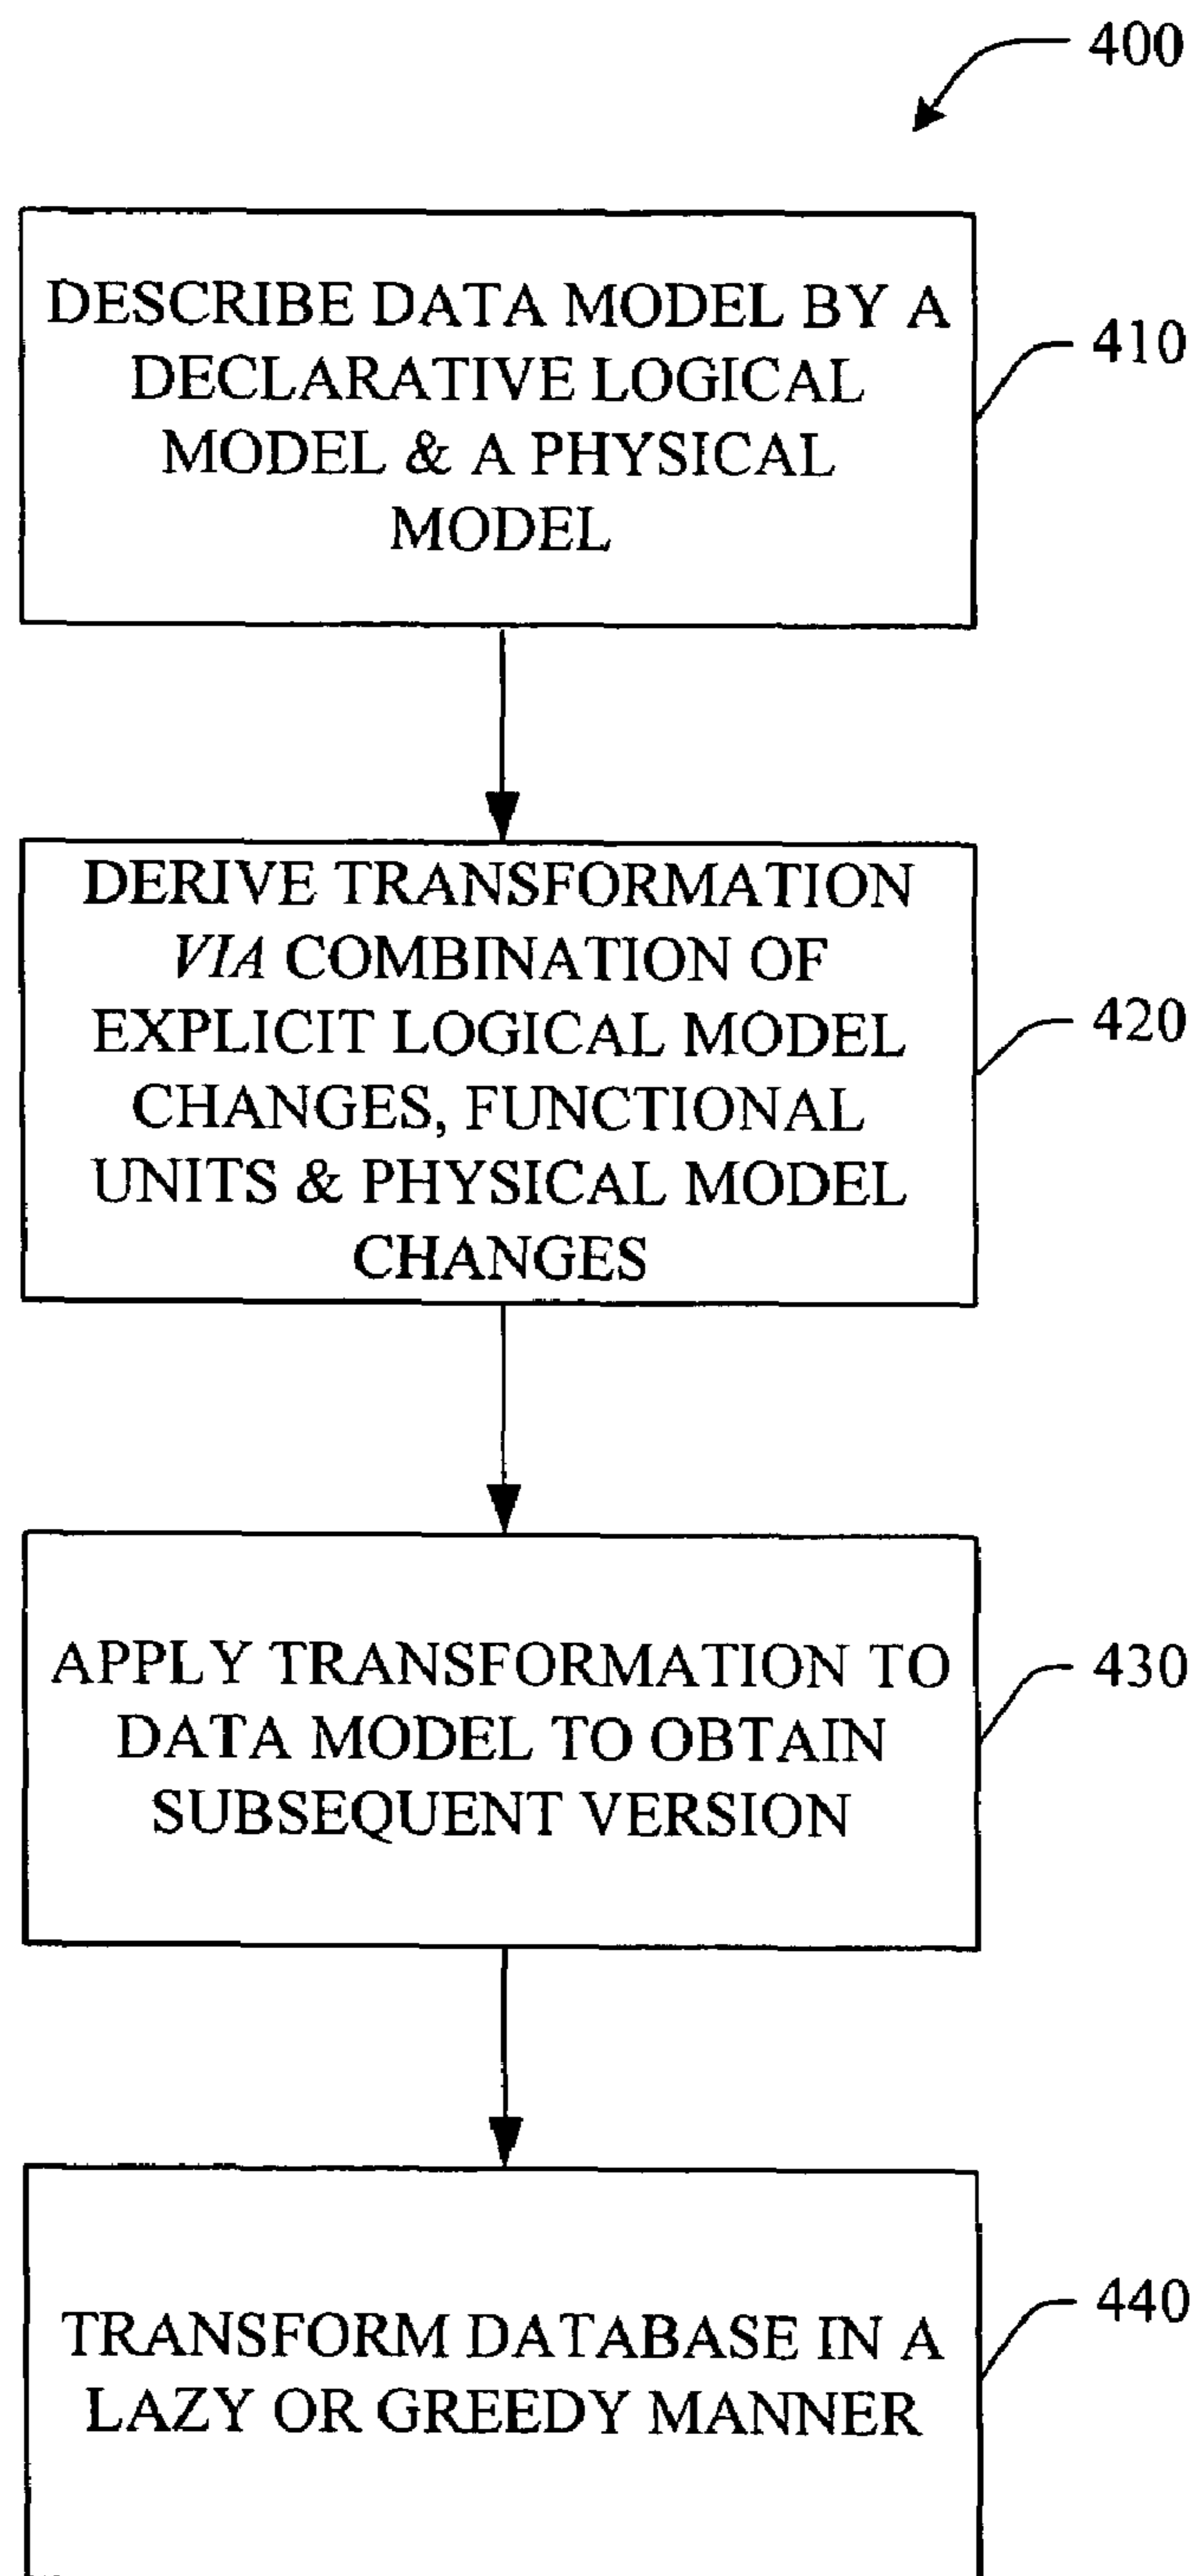 400
DESCRIBE DATA MODEL BY A
DECLARATIVE LOGICAL
MODEL & A PHYSICAL
MODEL
410
DERIVE TRANSFORMATION
VIA COMBINATION OF
EXPLICIT LOGICAL MODEL
CHANGES, FUNCTIONAL
UNITS & PHYSICAL MODEL
CHANGES
420
APPLY TRANSFORMATION TO
DATA MODEL TO OBTAIN
SUBSEQUENT VERSION
430
TRANSFORM DATABASE IN A
LAZY OR GREEDY MANNER
440